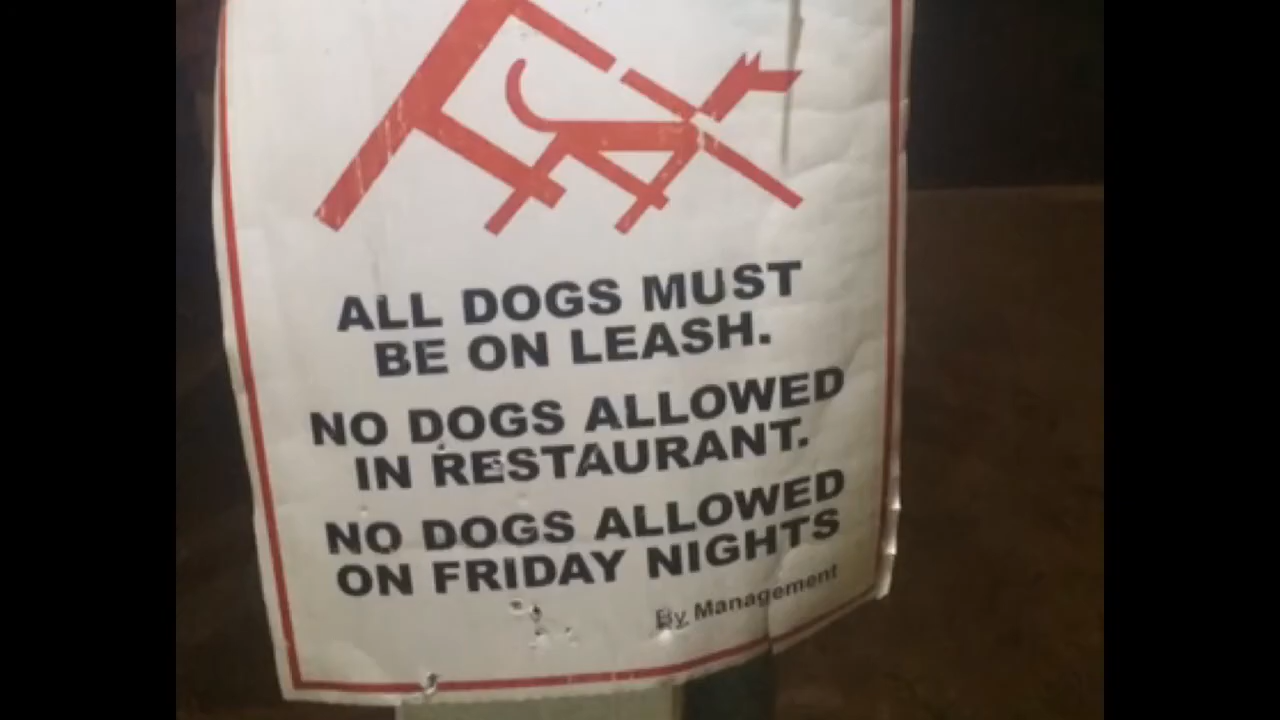 ALL DOGS MUST
BE ON LEASH.
NO DOGS ALLOWED
IN RESTAURANT.
NO DOGS ALLOWED
ON FRIDAY NIGHTS
By Management